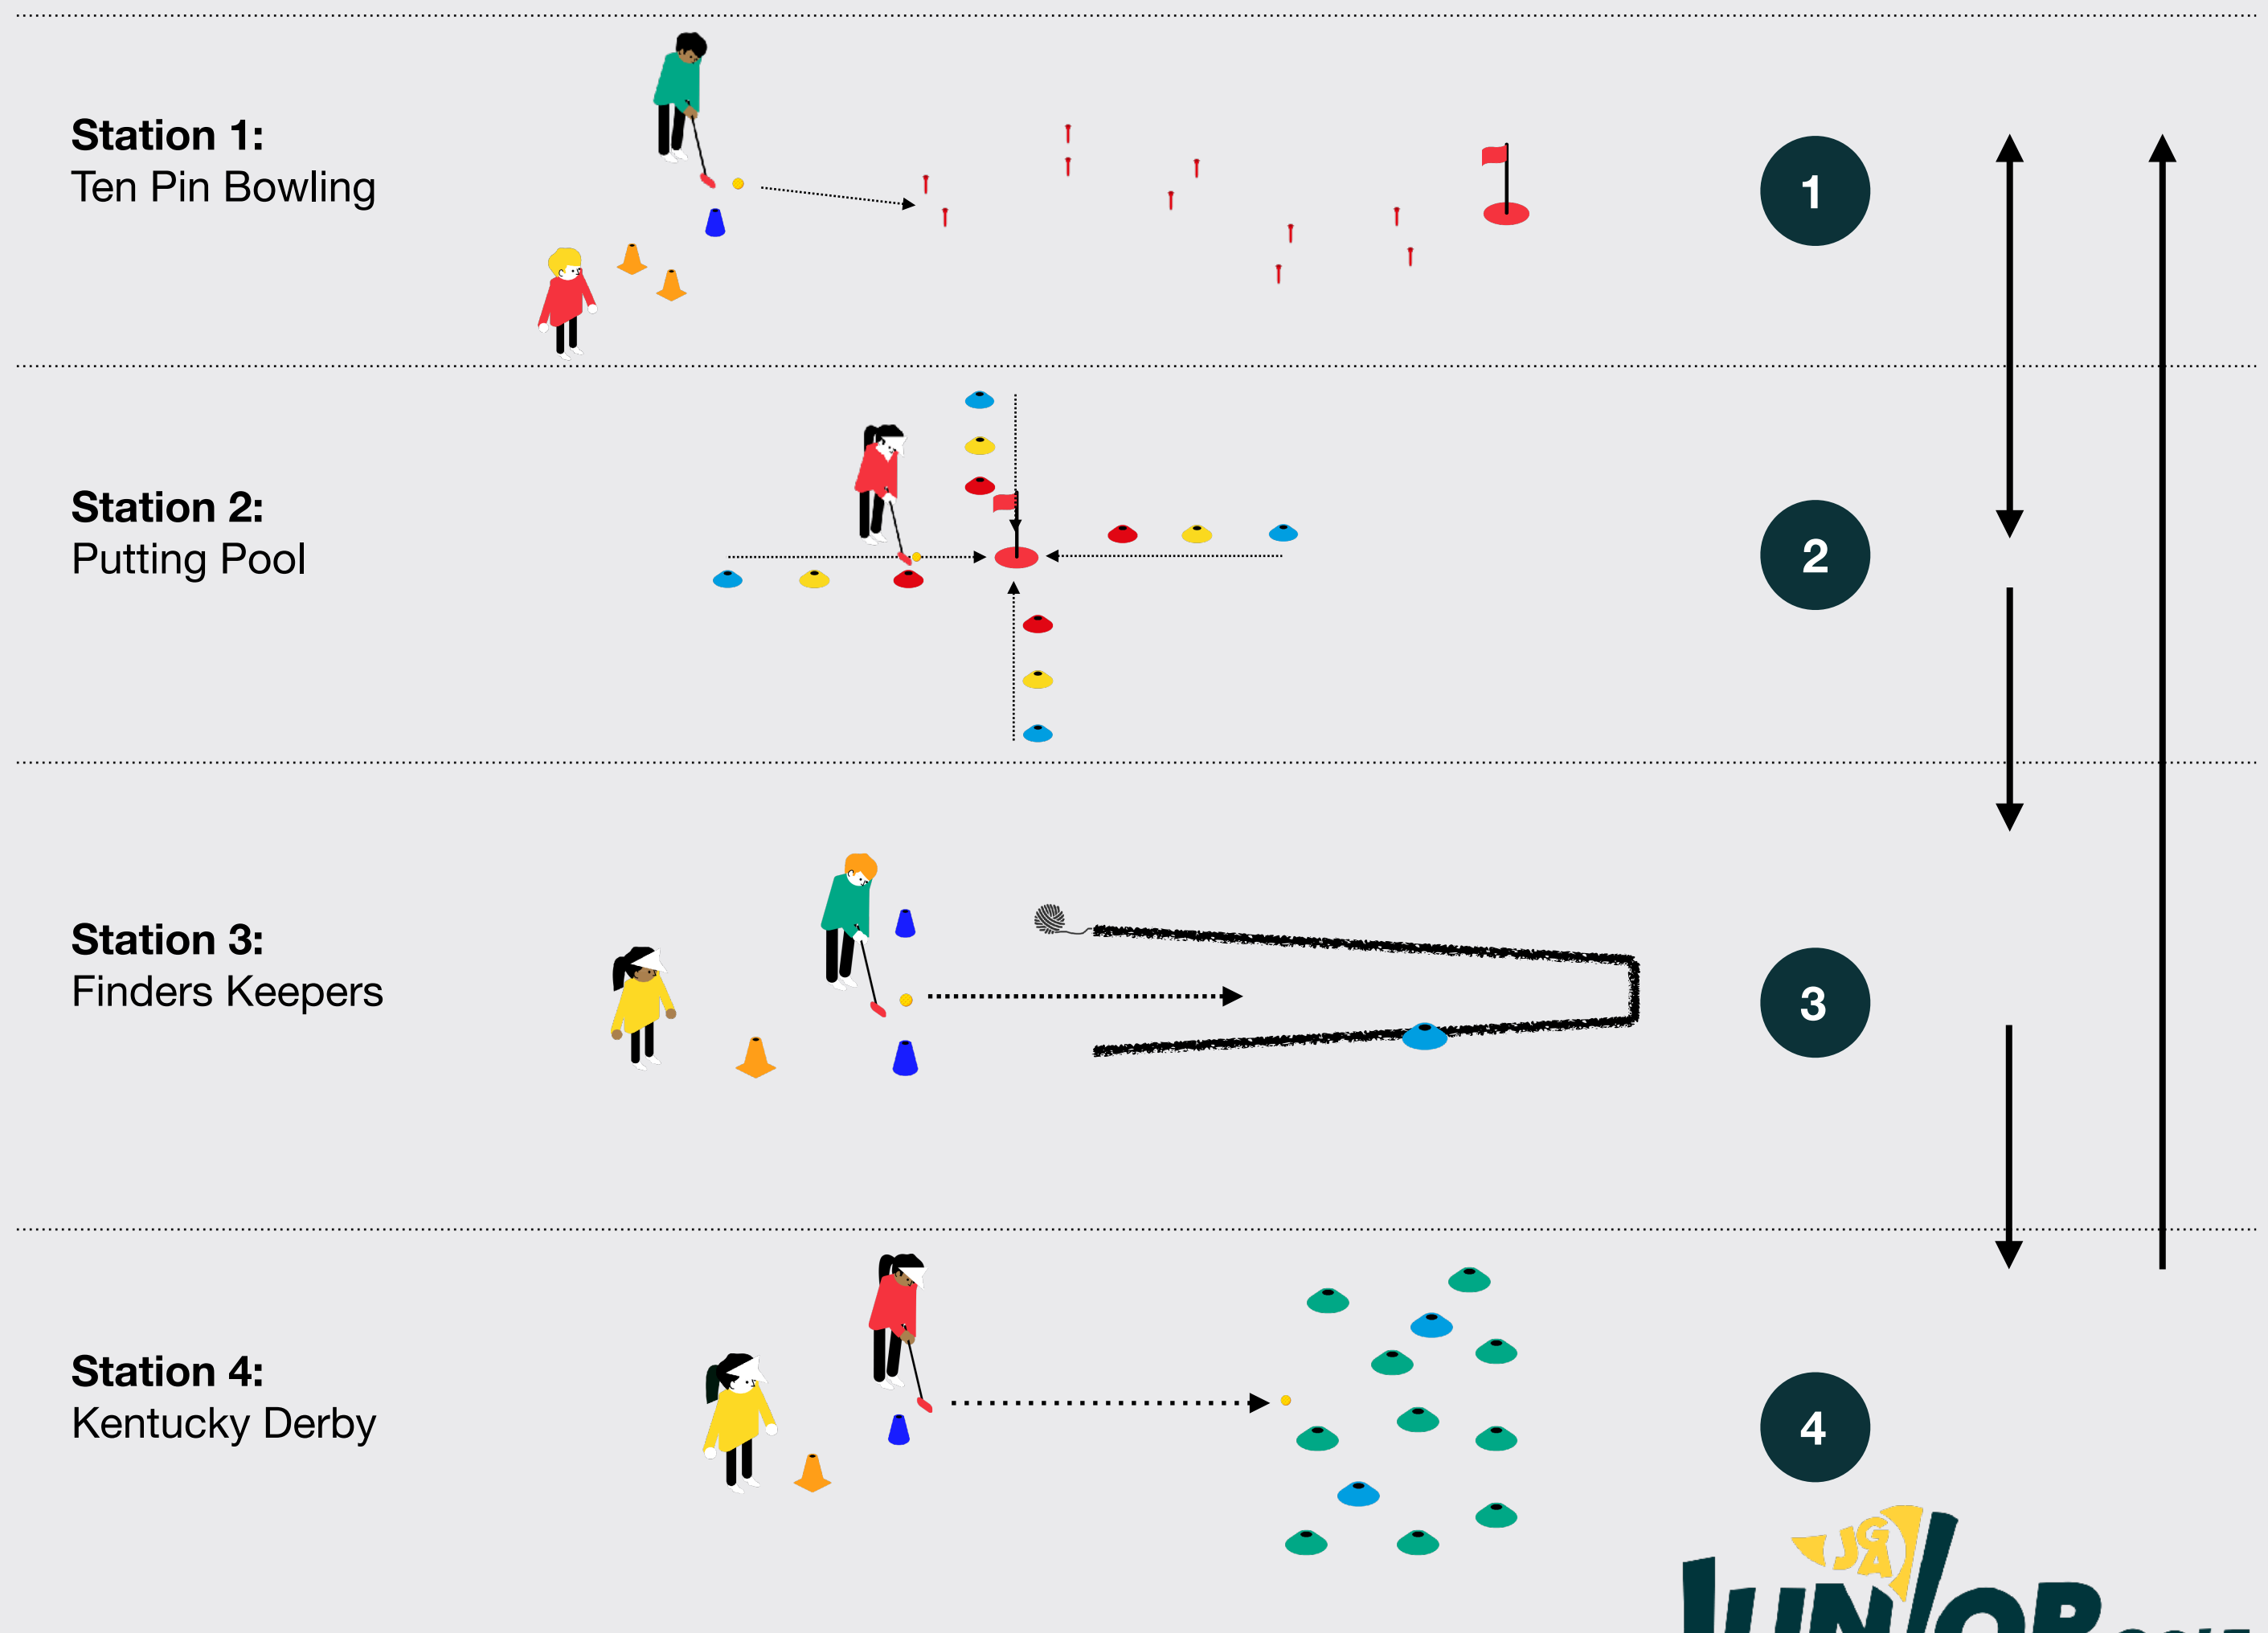 Station 1:
Ten Pin Bowling
1
Station 2:
Putting Pool
2
Station 3:
Finders Keepers
3
Station 4:
Kentucky Derby
4
JGA
JUNIOR